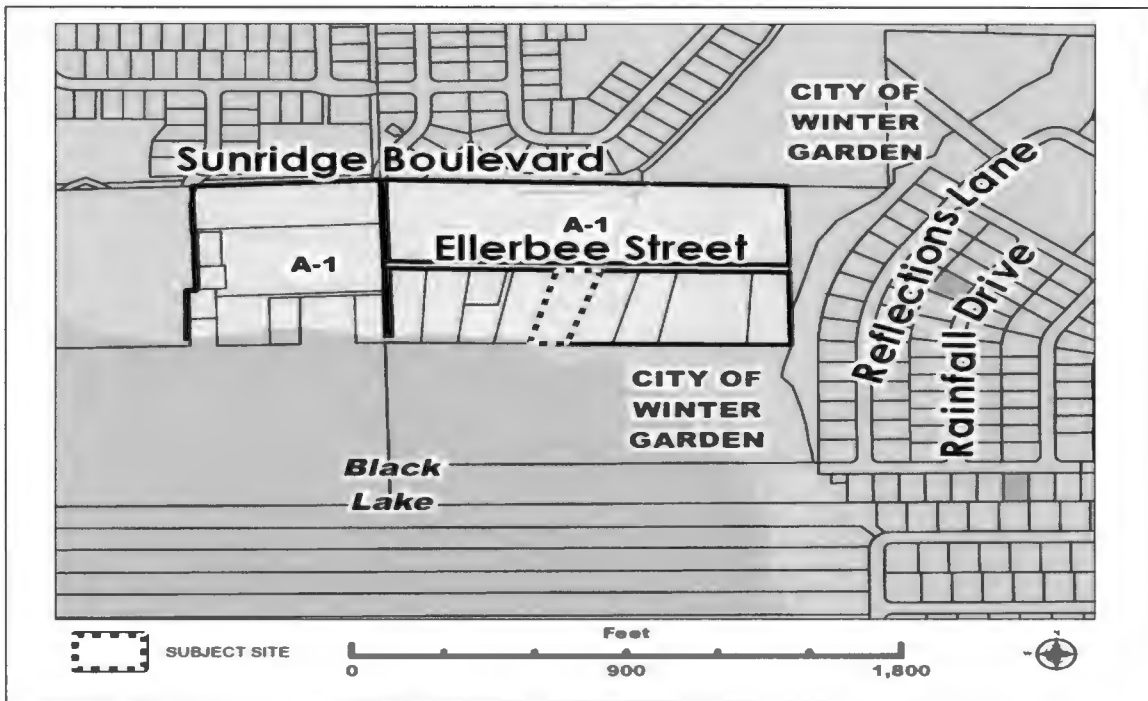 CITY OF
WINTER
GARDEN
Sunridge Boulevard
A-1
Ellerbee Street
A-1
Reflections Lane
Rainfall Drive
CITY OF
WINTER
GARDEN
Black
Lake
SUBJECT SITE
Feet
0 900 1,800